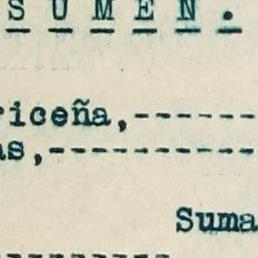 S U M E N .
riceña,------
as,----------
Suma
----------